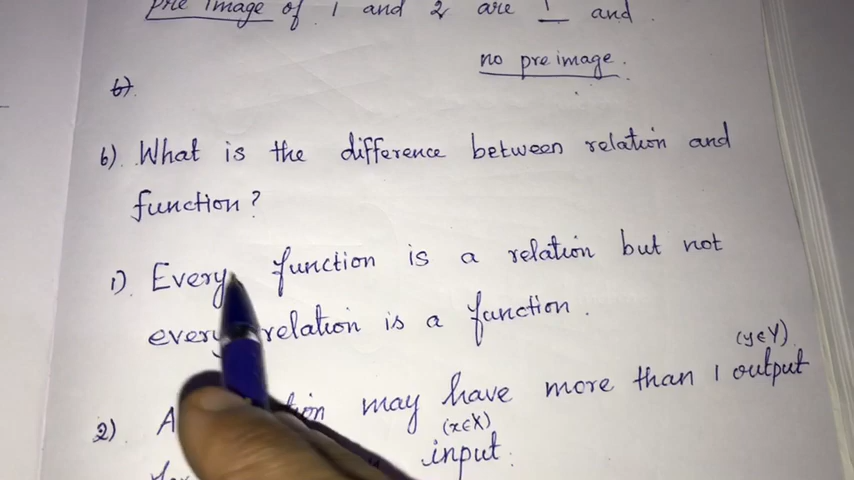 pre image of 1 and 2 are 1 and
no preimage.
6).
6). What is the difference between relation and
function?
1). Every function is a relation but not
every relation is a function.
(y∈Y)
2). A may have more than 1 output
(x∈X)
input.